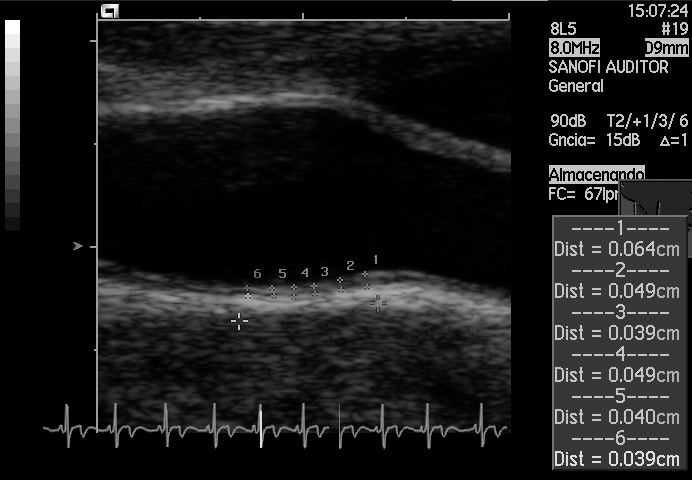 15:07:24
8L5 #19
8.0MHz D9mm
SANOFI AUDITOR
General
90dB T2/+1/3/ 6
Gncia= 15dB Δ=1
Almacenando
FC= 67lpm
----1----
Dist = 0.064cm
----2----
Dist = 0.049cm
----3----
Dist = 0.039cm
----4----
Dist = 0.049cm
----5----
Dist = 0.040cm
----6----
Dist = 0.039cm
6 5 4 3 2 1